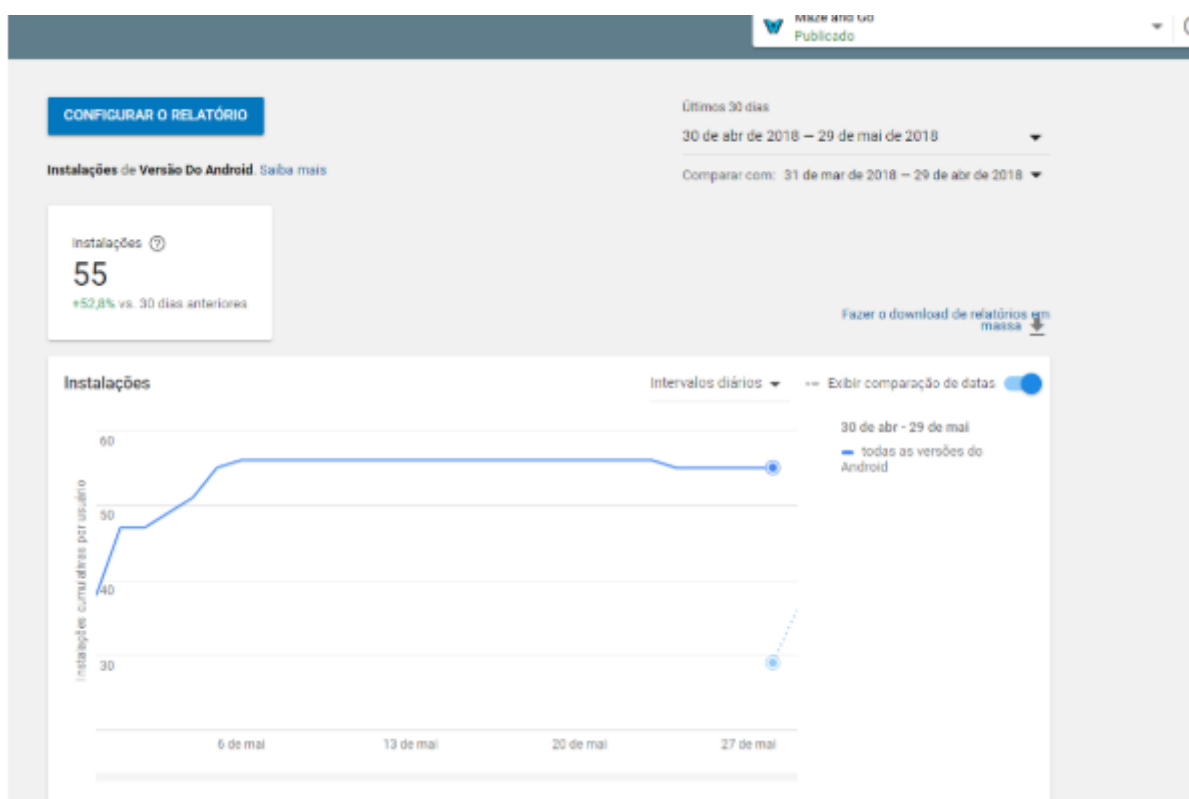 Maze and Go
Publicado
CONFIGURAR O RELATÓRIO
Últimos 30 dias
30 de abr de 2018 — 29 de mai de 2018
Instalações de Versão Do Android. Saiba mais
Comparar com: 31 de mar de 2018 — 29 de abr de 2018
Instalações
55
+52,8% vs. 30 dias anteriores
Fazer o download de relatórios em
massa
Instalações
Intervalos diários
Exibir comparação de datas
30 de abr - 29 de mai
todas as versões do
Android
Instalações cumulativas por usuário
60
50
40
30
6 de mai
13 de mai
20 de mai
27 de mai